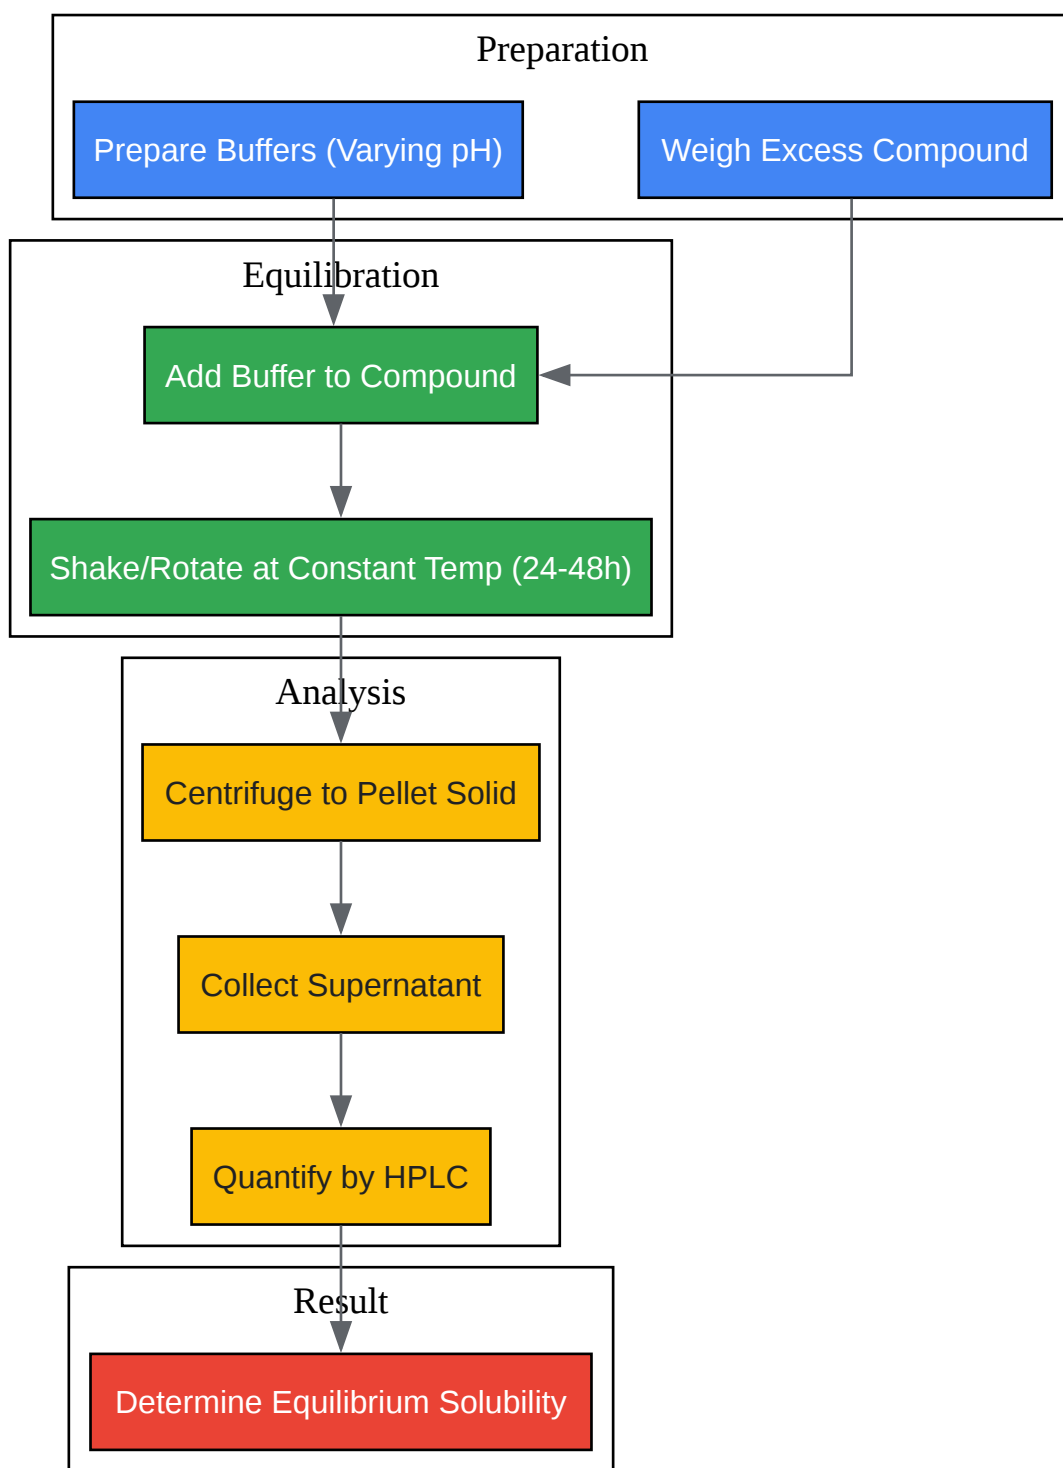 Preparation
Prepare Buffers (Varying pH)
Weigh Excess Compound
Equilibration
Add Buffer to Compound
Shake/Rotate at Constant Temp (24-48h)
Analysis
Centrifuge to Pellet Solid
Collect Supernatant
Quantify by HPLC
Result
Determine Equilibrium Solubility